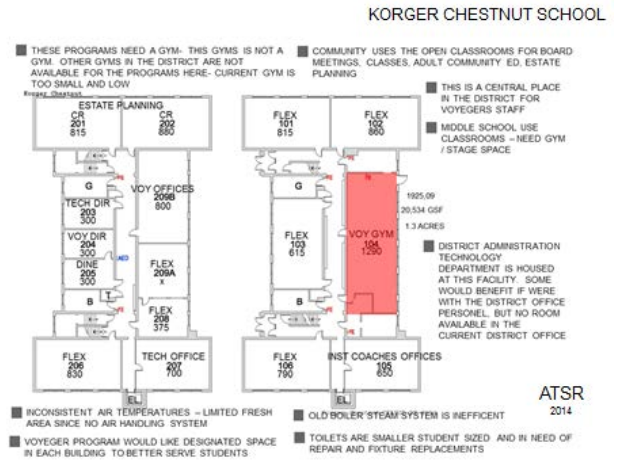 KORGER CHESTNUT SCHOOL
THESE PROGRAMS NEED A GYM- THIS GYMS IS NOT A
GYM. OTHER GYMS IN THE DISTRICT ARE NOT
AVAILABLE FOR THE PROGRAMS HERE- CURRENT GYM IS
TOO SMALL AND LOW
COMMUNITY USES THE OPEN CLASSROOMS FOR BOARD
MEETINGS, CLASSES, ADULT COMMUNITY ED, ESTATE
PLANNING
THIS IS A CENTRAL PLACE
IN THE DISTRICT FOR
VOYEGERS STAFF
MIDDLE SCHOOL USE
CLASSROOMS – NEED GYM
/ STAGE SPACE
Korger Chestnut
ESTATE PLANNING
CR
201
815
CR
202
880
G
VOY OFFICES
209B
800
TECH DIR
203
300
VOY DIR
204
300
DINE
205
300
AED
FLEX
209A
x
B
T
FLEX
208
375
FLEX
206
830
TECH OFFICE
207
700
EL
FLEX
101
815
FLEX
102
860
G
FLEX
103
615
VOY GYM
104
1290
B
FLEX
106
790
INST COACHES OFFICES
105
650
EL
1925,09
20,534 GSF
1.3 ACRES
DISTRICT ADMINISTRATION
TECHNOLOGY
DEPARTMENT IS HOUSED
AT THIS FACILITY. SOME
WOULD BENEFIT IF WERE
WITH THE DISTRICT OFFICE
PERSONEL, BUT NO ROOM
AVAILABLE IN THE
CURRENT DISTRICT OFFICE
ATSR
2014
INCONSISTENT AIR TEMPERATURES – LIMITED FRESH
AREA SINCE NO AIR HANDLING SYSTEM
VOYEGER PROGRAM WOULD LIKE DESIGNATED SPACE
IN EACH BUILDING TO BETTER SERVE STUDENTS
OLD BOILER STEAM SYSTEM IS INEFFICENT
TOILETS ARE SMALLER STUDENT SIZED AND IN NEED OF
REPAIR AND FIXTURE REPLACEMENTS